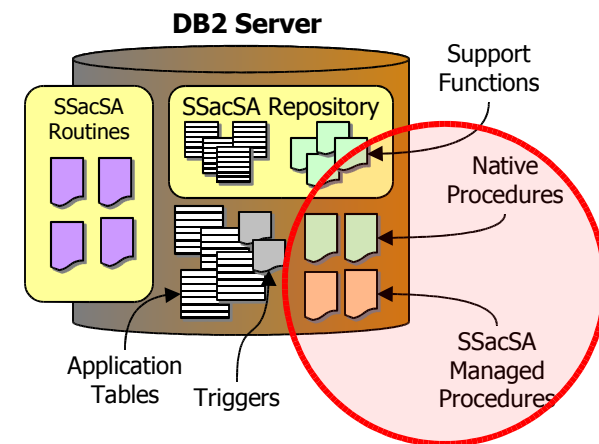 DB2 Server
Support
Functions
SSacSA
Routines
SSacSA Repository
Native
Procedures
Application
Tables
Triggers
SSacSA
Managed
Procedures